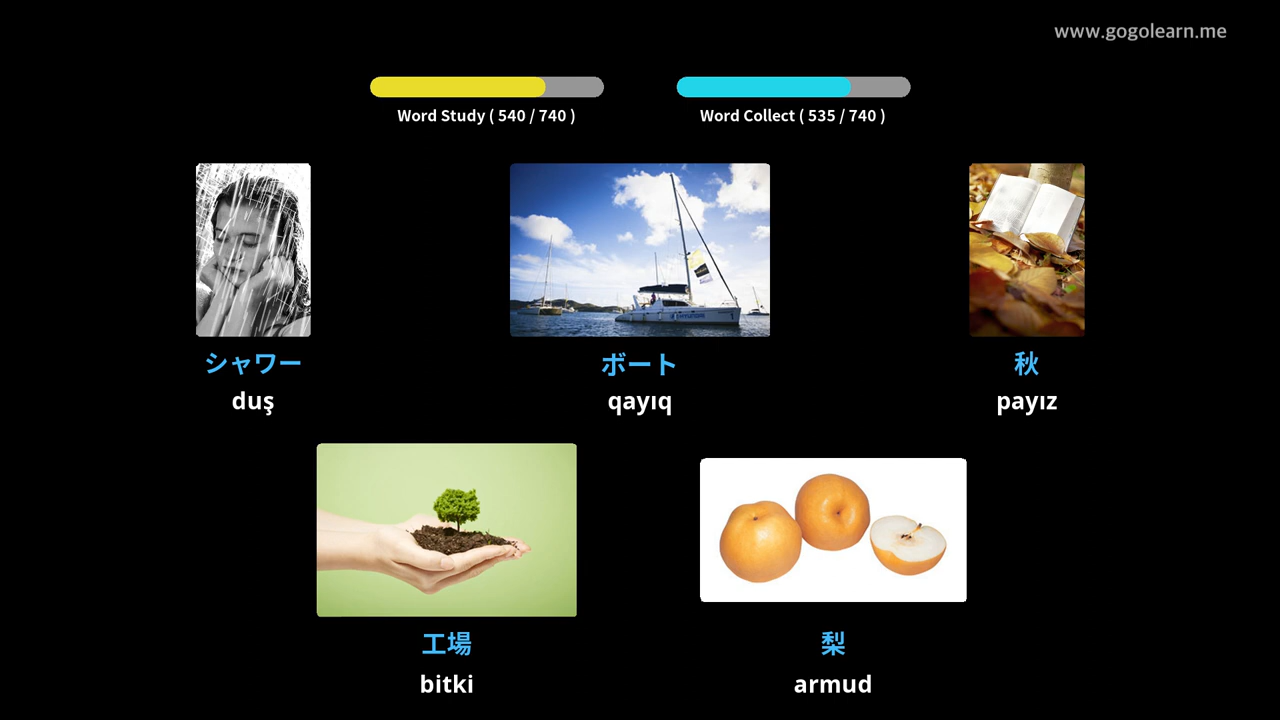 www.gogolearn.me
Word Study ( 540 / 740 )
Word Collect ( 535 / 740 )
シャワー
duş
ボート
qayıq
秋
payız
工場
bitki
梨
armud